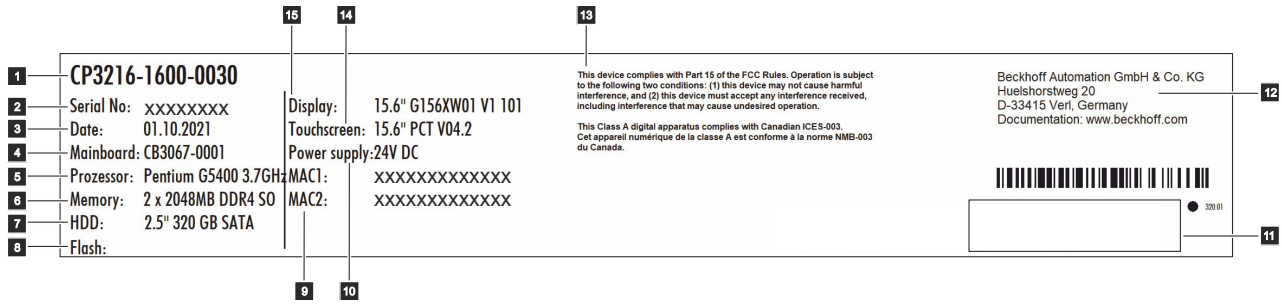 15 14 13
1 CP3216-1600-0030
2 Serial No: XXXXXXXX
3 Date: 01.10.2021
4 Mainboard: CB3067-0001
5 Prozessor: Pentium G5400 3.7GHz
6 Memory: 2 x 2048MB DDR4 SO
7 HDD: 2.5" 320 GB SATA
8 Flash:
Display: 15.6" G156XW01 V1 101
Touchscreen: 15.6" PCT V04.2
Power supply: 24V DC
MAC1: XXXXXXXXXXXXX
MAC2: XXXXXXXXXXXXX
9 10
This device complies with Part 15 of the FCC Rules. Operation is subject
to the following two conditions: (1) this device may not cause harmful
interference, and (2) this device must accept any interference received,
including interference that may cause undesired operation.
This Class A digital apparatus complies with Canadian ICES-003.
Cet appareil numérique de la classe A est conforme à la norme NMB-003
du Canada.
Beckhoff Automation GmbH & Co. KG
Huelshorstweg 20
D-33415 Verl, Germany
Documentation: www.beckhoff.com
12
320.01
11